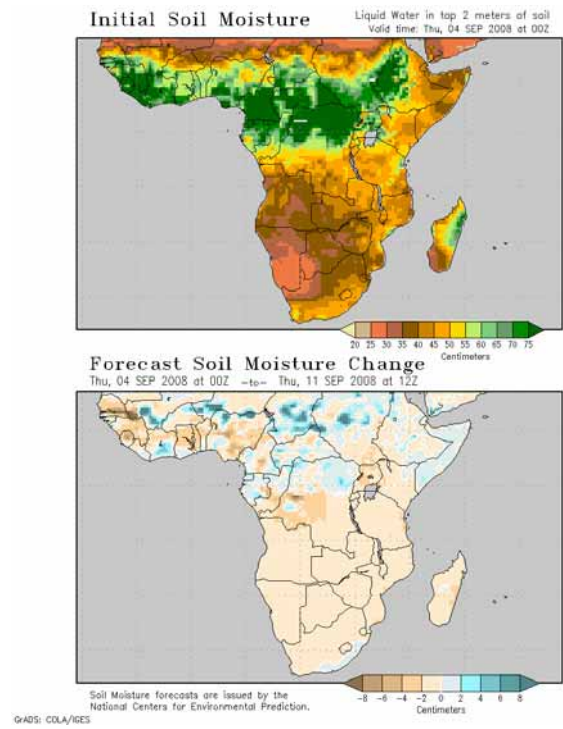 Initial Soil Moisture
Liquid Water in top 2 meters of soil
Valid time: Thu, 04 SEP 2008 at 00Z
20 25 30 35 40 45 50 55 60 65 70 75
Centimeters
Forecast Soil Moisture Change
Thu, 04 SEP 2008 at 00Z -to- Thu, 11 SEP 2008 at 12Z
-8 -6 -4 -2 0 2 4 6 8
Centimeters
Soil Moisture forecasts are issued by the
National Centers for Environmental Prediction.
GrADS: COLA/IGES